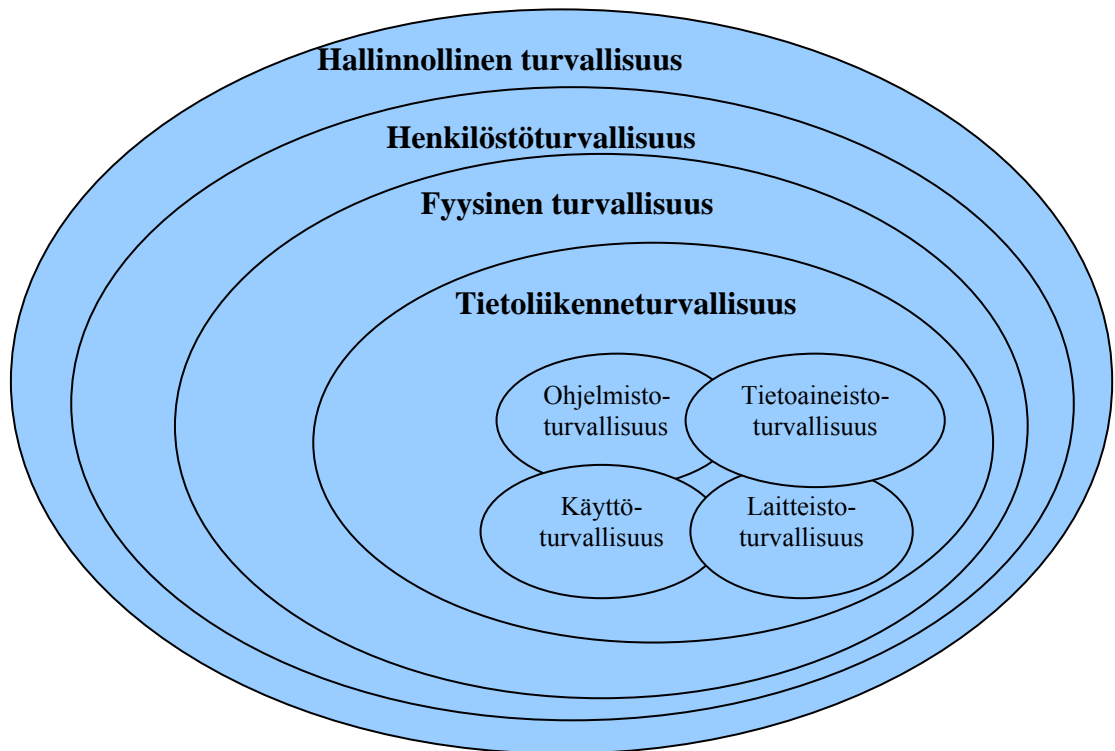 Hallinnollinen turvallisuus
Henkilöstöturvallisuus
Fyysinen turvallisuus
Tietoliikenneturvallisuus
Ohjelmisto-
turvallisuus
Tietoaineisto-
turvallisuus
Käyttö-
turvallisuus
Laitteisto-
turvallisuus